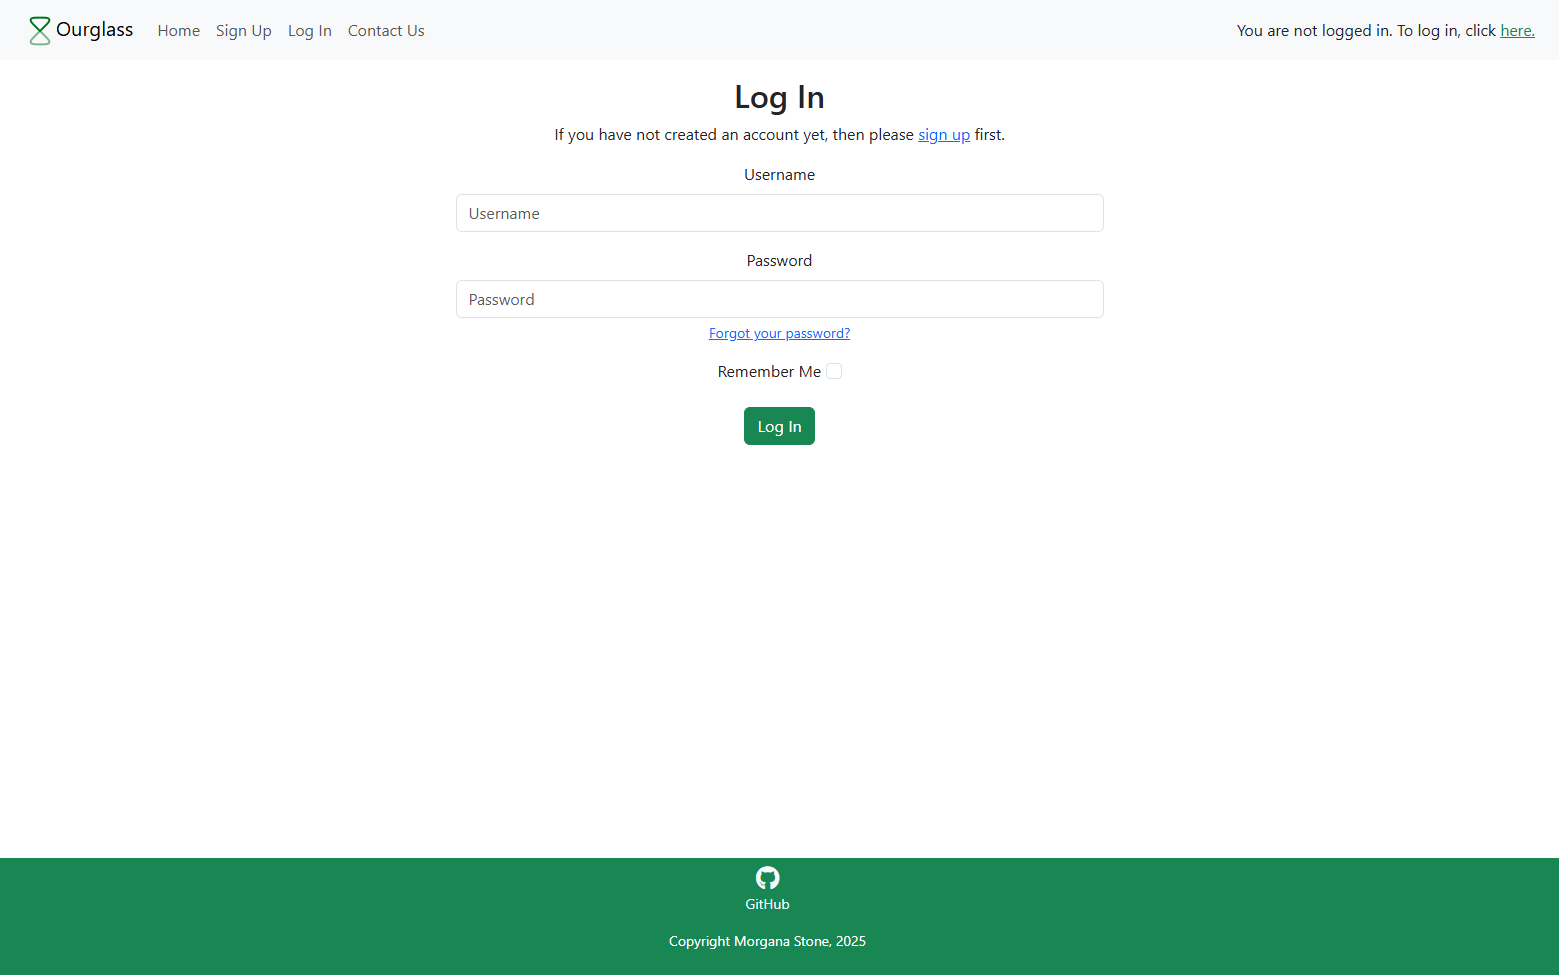 Ourglass Home Sign Up Log In Contact Us You are not logged in. To log in, click here.
Log In
If you have not created an account yet, then please sign up first.
Username
Username
Password
Password
Forgot your password?
Remember Me
Log In
GitHub
Copyright Morgana Stone, 2025